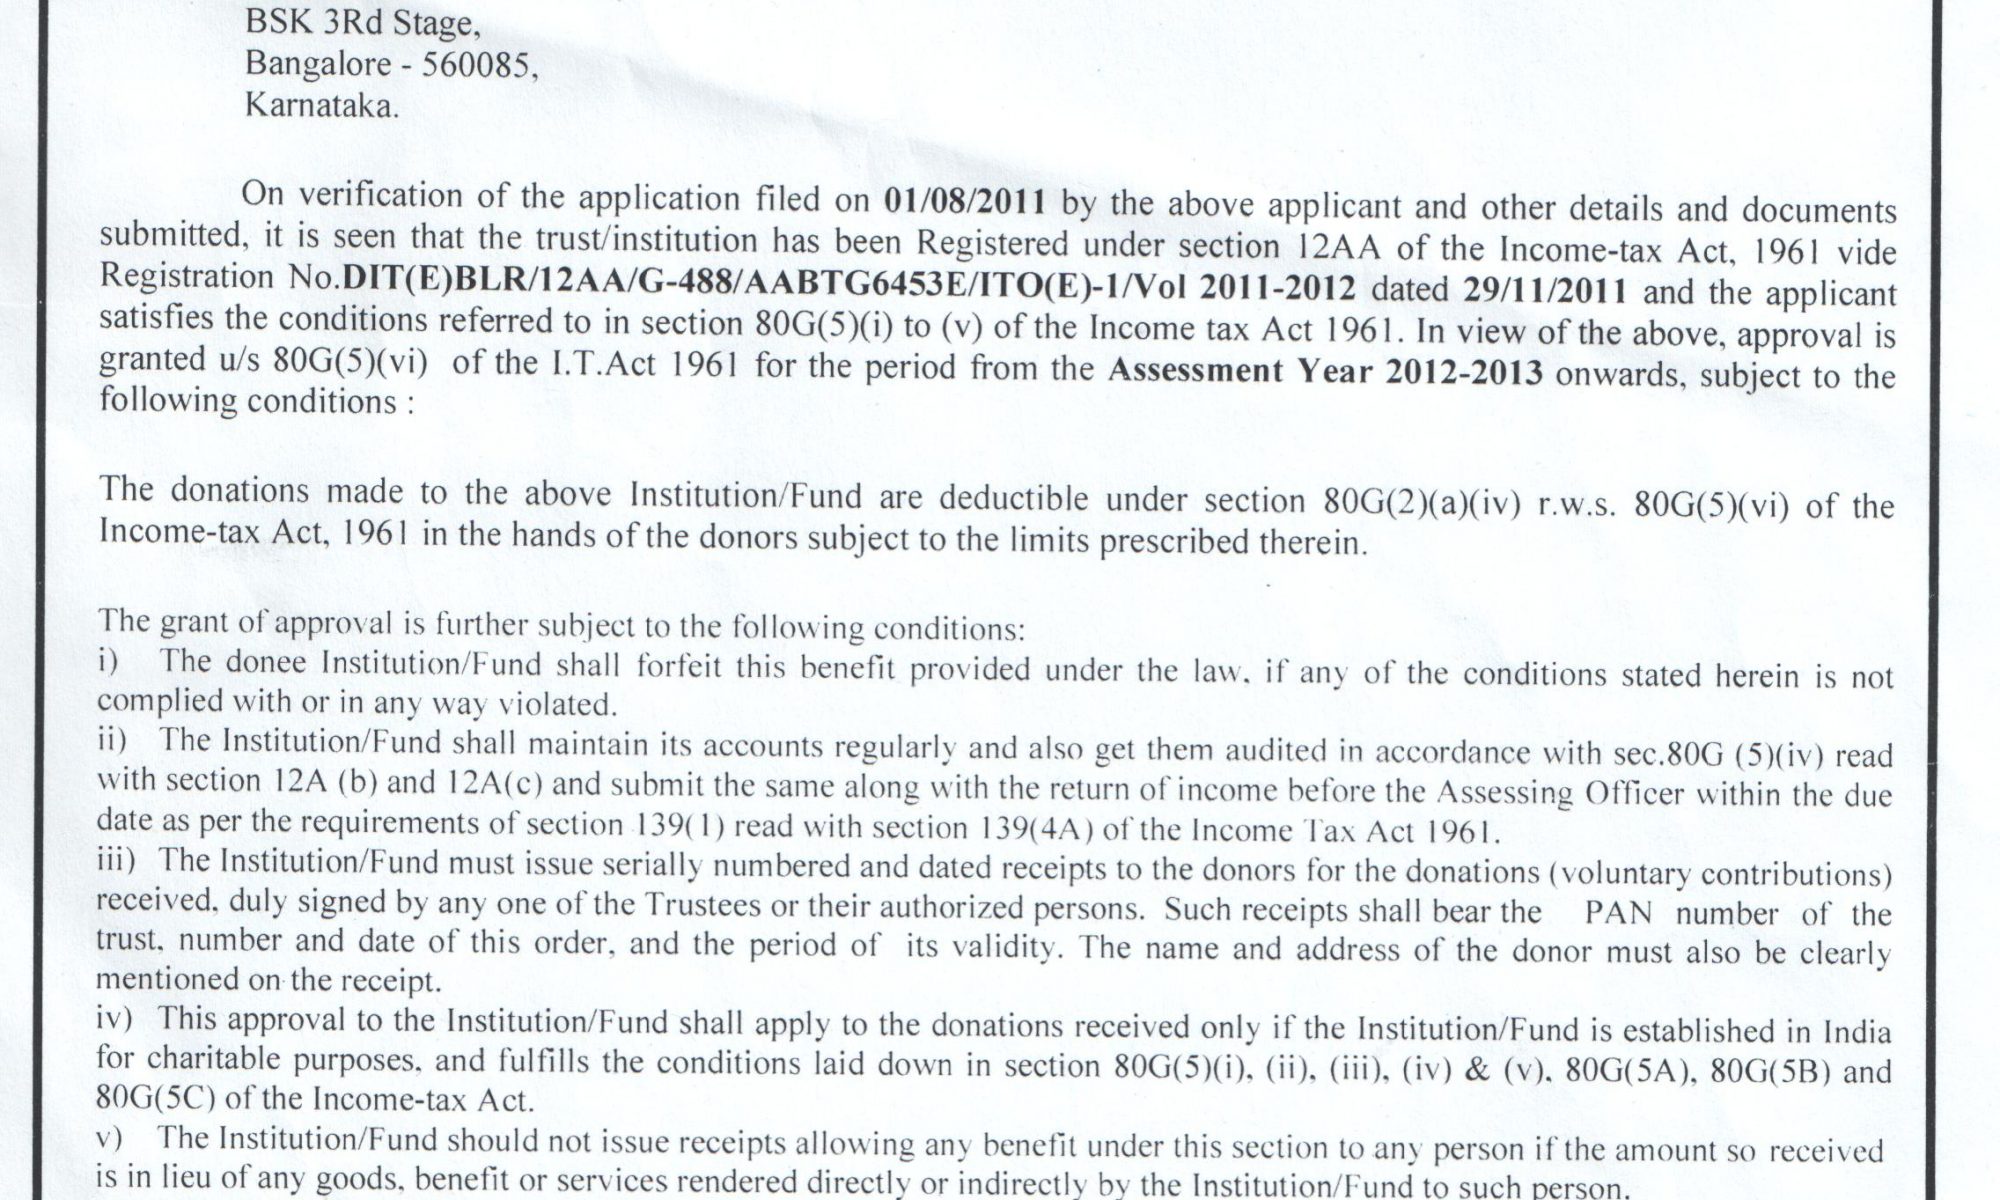 BSK 3Rd Stage,
Bangalore - 560085,
Karnataka.
On verification of the application filed on 01/08/2011 by the above applicant and other details and documents
submitted, it is seen that the trust/institution has been Registered under section 12AA of the Income-tax Act, 1961 vide
Registration No.DIT(E)BLR/12AA/G-488/AABTG6453E/ITO(E)-1/Vol 2011-2012 dated 29/11/2011 and the applicant
satisfies the conditions referred to in section 80G(5)(i) to (v) of the Income tax Act 1961. In view of the above, approval is
granted u/s 80G(5)(vi) of the I.T.Act 1961 for the period from the Assessment Year 2012-2013 onwards, subject to the
following conditions :
The donations made to the above Institution/Fund are deductible under section 80G(2)(a)(iv) r.w.s. 80G(5)(vi) of the
Income-tax Act, 1961 in the hands of the donors subject to the limits prescribed therein.
The grant of approval is further subject to the following conditions:
i) The donee Institution/Fund shall forfeit this benefit provided under the law, if any of the conditions stated herein is not
complied with or in any way violated.
ii) The Institution/Fund shall maintain its accounts regularly and also get them audited in accordance with sec.80G (5)(iv) read
with section 12A (b) and 12A(c) and submit the same along with the return of income before the Assessing Officer within the due
date as per the requirements of section 139(1) read with section 139(4A) of the Income Tax Act 1961.
iii) The Institution/Fund must issue serially numbered and dated receipts to the donors for the donations (voluntary contributions)
received, duly signed by any one of the Trustees or their authorized persons. Such receipts shall bear the PAN number of the
trust, number and date of this order, and the period of its validity. The name and address of the donor must also be clearly
mentioned on the receipt.
iv) This approval to the Institution/Fund shall apply to the donations received only if the Institution/Fund is established in India
for charitable purposes, and fulfills the conditions laid down in section 80G(5)(i), (ii), (iii), (iv) & (v), 80G(5A), 80G(5B) and
80G(5C) of the Income-tax Act.
v) The Institution/Fund should not issue receipts allowing any benefit under this section to any person if the amount so received
is in lieu of any goods, benefit or services rendered directly or indirectly by the Institution/Fund to such person.